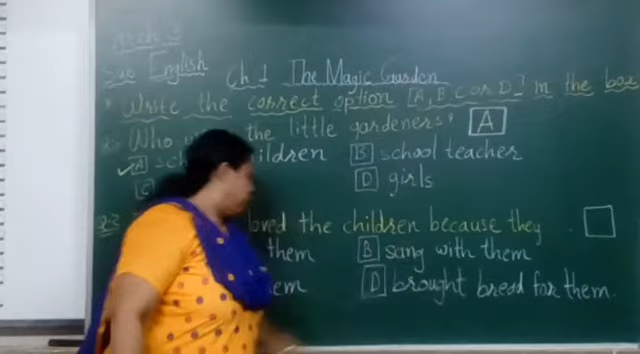 Sub English Ch 1 The Magic Garden
Write the correct option [A, B C or D] in the box
Who the little gardeners? A
A children B school teacher
C D girls
Q.2 loved the children because they
them B sang with them
D brought bread for them.